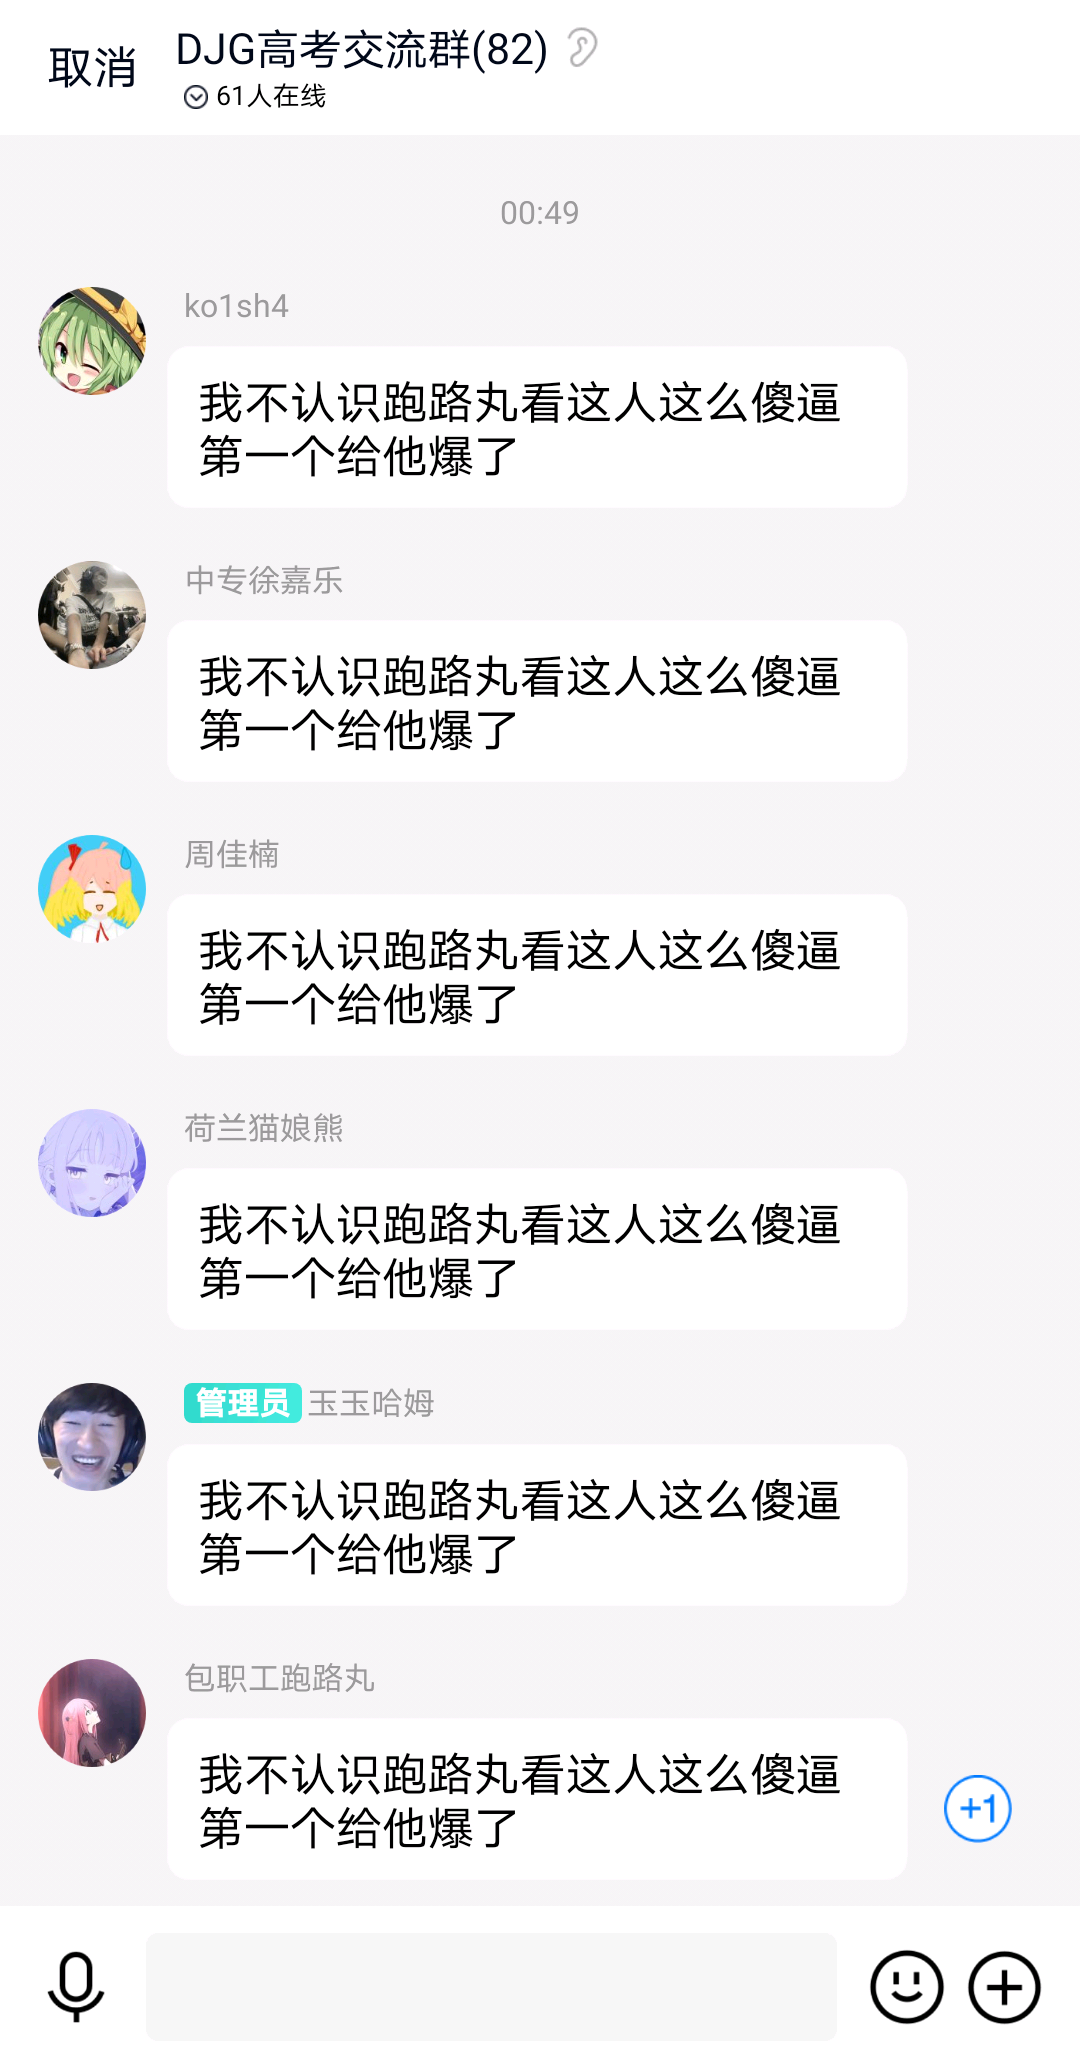 取消
DJG高考交流群(82)
61人在线
00:49
ko1sh4
我不认识跑路丸看这人这么傻逼
第一个给他爆了
中专徐嘉乐
我不认识跑路丸看这人这么傻逼
第一个给他爆了
周佳楠
我不认识跑路丸看这人这么傻逼
第一个给他爆了
荷兰猫娘熊
我不认识跑路丸看这人这么傻逼
第一个给他爆了
管理员 玉玉哈姆
我不认识跑路丸看这人这么傻逼
第一个给他爆了
包职工跑路丸
我不认识跑路丸看这人这么傻逼
第一个给他爆了
+1